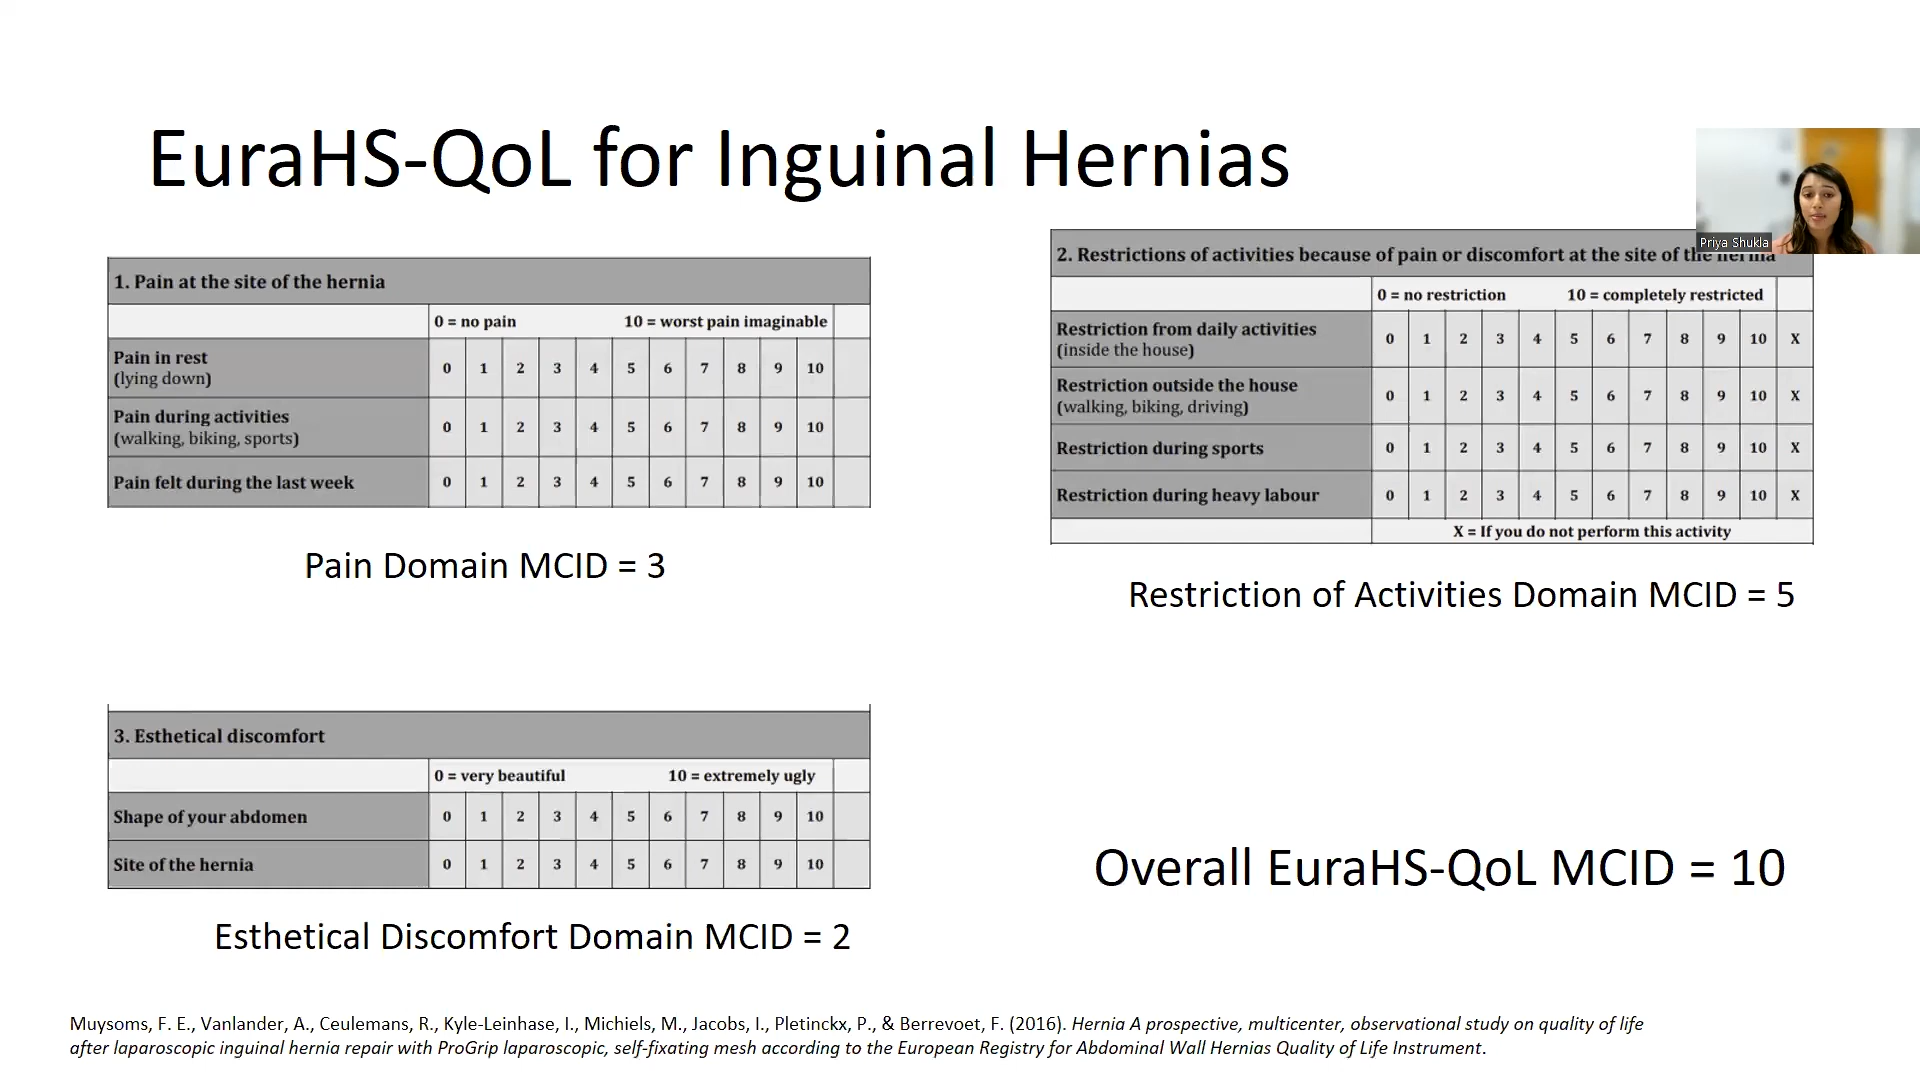 EuraHS-QoL for Inguinal Hernias
Priya Shukla
1. Pain at the site of the hernia
0 = no pain 10 = worst pain imaginable
Pain in rest
(lying down)
0 1 2 3 4 5 6 7 8 9 10
Pain during activities
(walking, biking, sports)
0 1 2 3 4 5 6 7 8 9 10
Pain felt during the last week 0 1 2 3 4 5 6 7 8 9 10
Pain Domain MCID = 3
2. Restrictions of activities because of pain or discomfort at the site of the hernia
0 = no restriction 10 = completely restricted
Restriction from daily activities
(inside the house)
0 1 2 3 4 5 6 7 8 9 10 X
Restriction outside the house
(walking, biking, driving)
0 1 2 3 4 5 6 7 8 9 10 X
Restriction during sports 0 1 2 3 4 5 6 7 8 9 10 X
Restriction during heavy labour 0 1 2 3 4 5 6 7 8 9 10 X
X = If you do not perform this activity
Restriction of Activities Domain MCID = 5
3. Esthetical discomfort
0 = very beautiful 10 = extremely ugly
Shape of your abdomen 0 1 2 3 4 5 6 7 8 9 10
Site of the hernia 0 1 2 3 4 5 6 7 8 9 10
Esthetical Discomfort Domain MCID = 2
Overall EuraHS-QoL MCID = 10
Muysoms, F. E., Vanlander, A., Ceulemans, R., Kyle-Leinhase, I., Michiels, M., Jacobs, I., Pletinckx, P., & Berrevoet, F. (2016). Hernia A prospective, multicenter, observational study on quality of life
after laparoscopic inguinal hernia repair with ProGrip laparoscopic, self-fixating mesh according to the European Registry for Abdominal Wall Hernias Quality of Life Instrument.